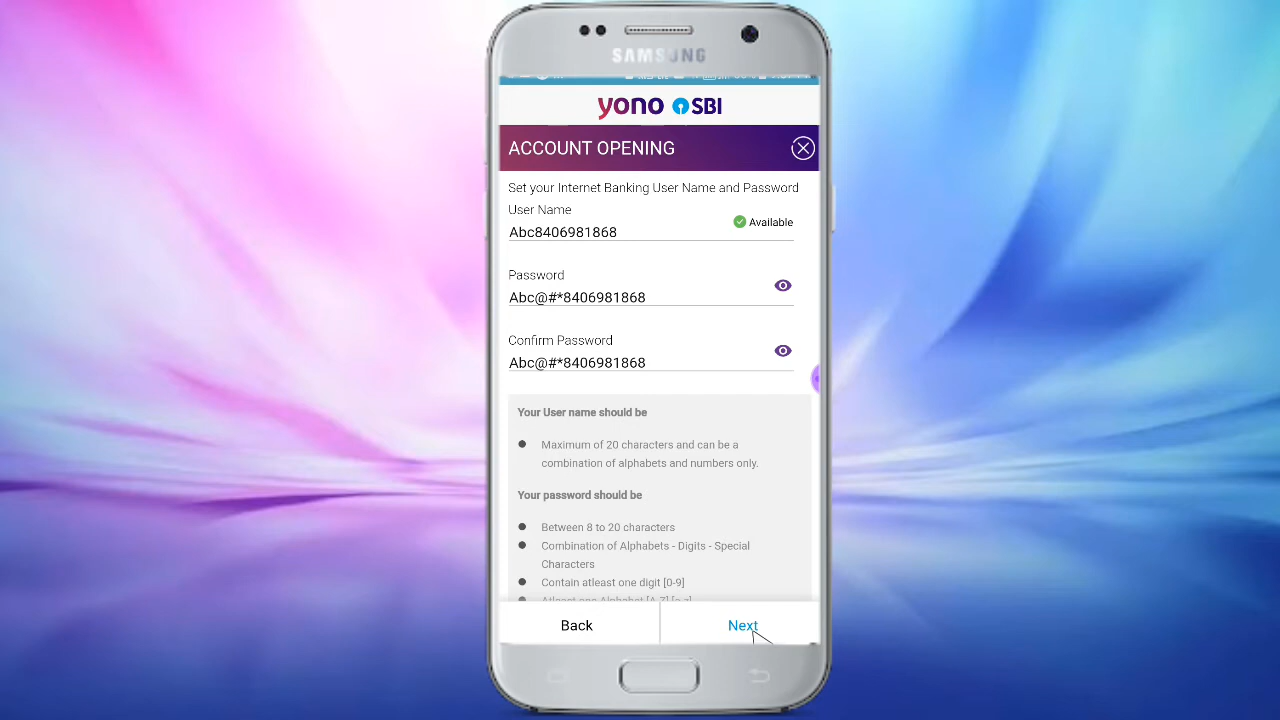 SAMSUNG
yono SBI
ACCOUNT OPENING
Set your Internet Banking User Name and Password
User Name
Available
Abc8406981868
Password
Abc@#*8406981868
Confirm Password
Abc@#*8406981868
Your User name should be
Maximum of 20 characters and can be a
combination of alphabets and numbers only.
Your password should be
Between 8 to 20 characters
Combination of Alphabets - Digits - Special
Characters
Contain atleast one digit [0-9]
Atleast one Alphabet [A-Z] [a-z]
Back
Next